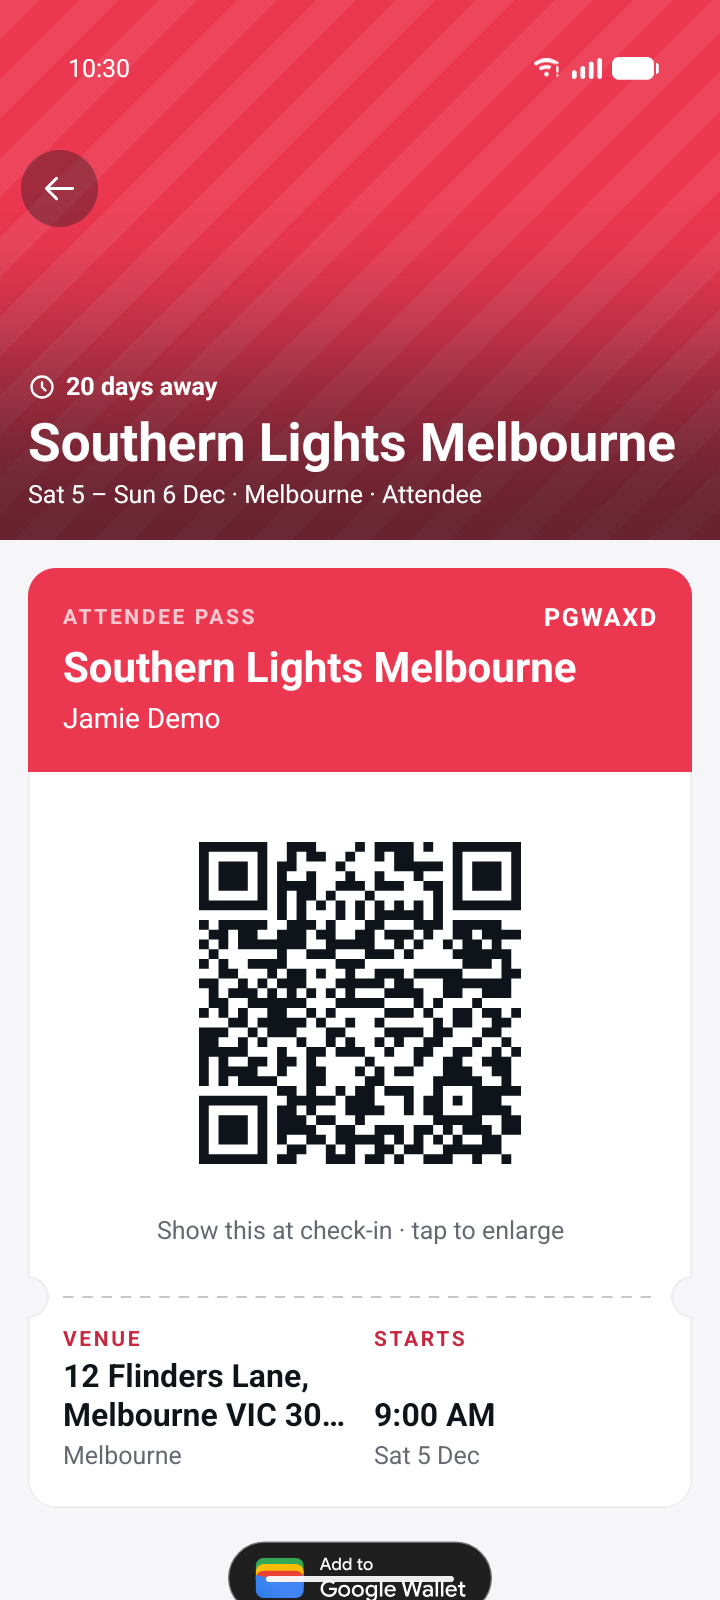 10:30
20 days away
Southern Lights Melbourne
Sat 5 – Sun 6 Dec · Melbourne · Attendee
ATTENDEE PASS
PGWAXD
Southern Lights Melbourne
Jamie Demo
Show this at check-in · tap to enlarge
VENUE
12 Flinders Lane,
Melbourne VIC 30...
Melbourne
STARTS
9:00 AM
Sat 5 Dec
Add to
Google Wallet